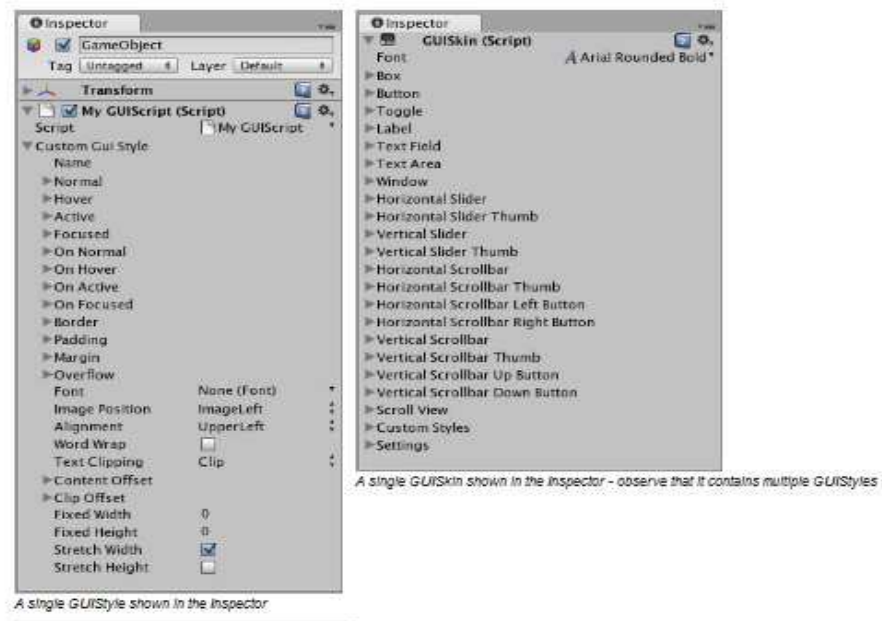 Inspector
GameObject
Tag Untagged Layer Default
Transform
My GUIScript (Script)
Script My GUIScript
Custom Gui Style
Name
Normal
Hover
Active
Focused
On Normal
On Hover
On Active
On Focused
Border
Padding
Margin
Overflow
Font None (Font)
Image Position ImageLeft
Alignment UpperLeft
Word Wrap
Text Clipping Clip
Content Offset
Clip Offset
Fixed Width 0
Fixed Height 0
Stretch Width
Stretch Height
A single GUIStyle shown in the Inspector
Inspector
GUISkin (Script)
Font A Arial Rounded Bold
Box
Button
Toggle
Label
Text Field
Text Area
Window
Horizontal Slider
Horizontal Slider Thumb
Vertical Slider
Vertical Slider Thumb
Horizontal Scrollbar
Horizontal Scrollbar Thumb
Horizontal Scrollbar Left Button
Horizontal Scrollbar Right Button
Vertical Scrollbar
Vertical Scrollbar Thumb
Vertical Scrollbar Up Button
Vertical Scrollbar Down Button
Scroll View
Custom Styles
Settings
A single GUISkin shown in the Inspector - observe that it contains multiple GUIStyles